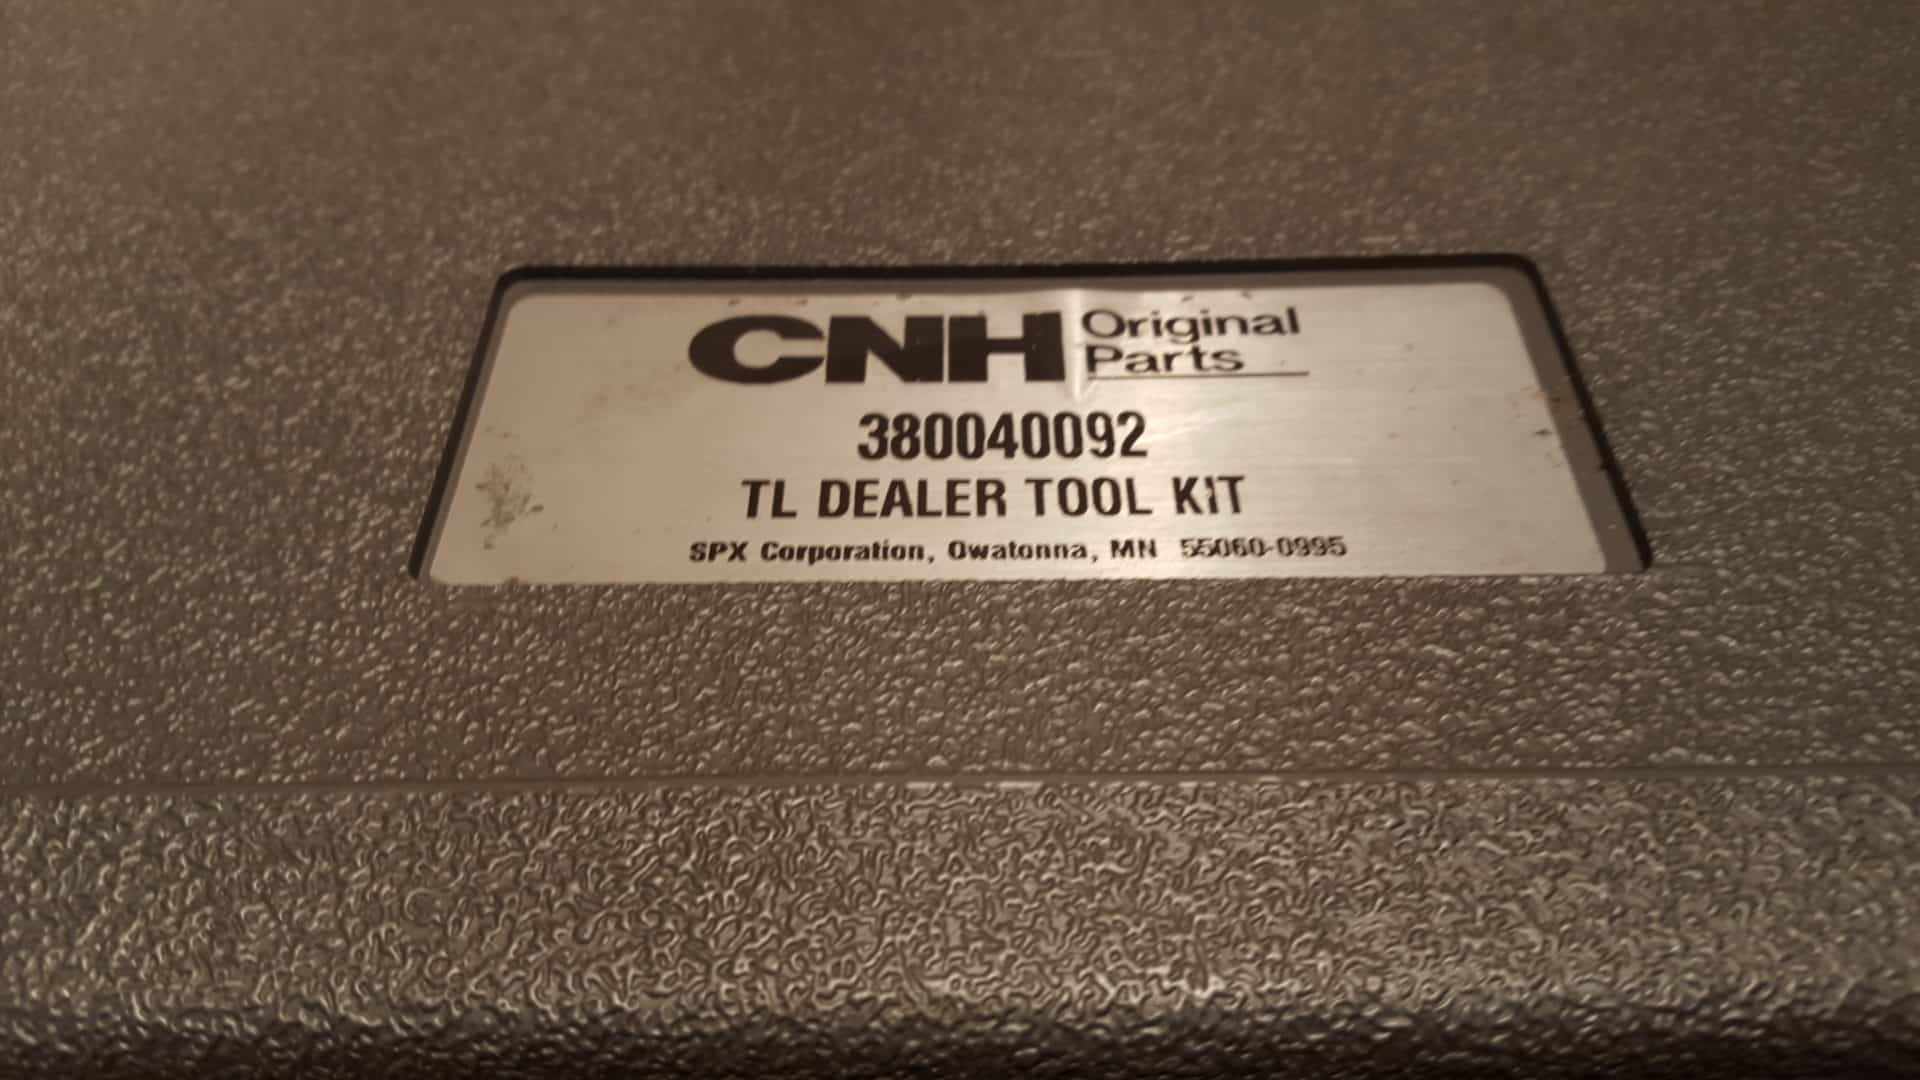 CNH Original
Parts
380040092
TL DEALER TOOL KIT
SPX Corporation, Owatonna, MN 55060-0995